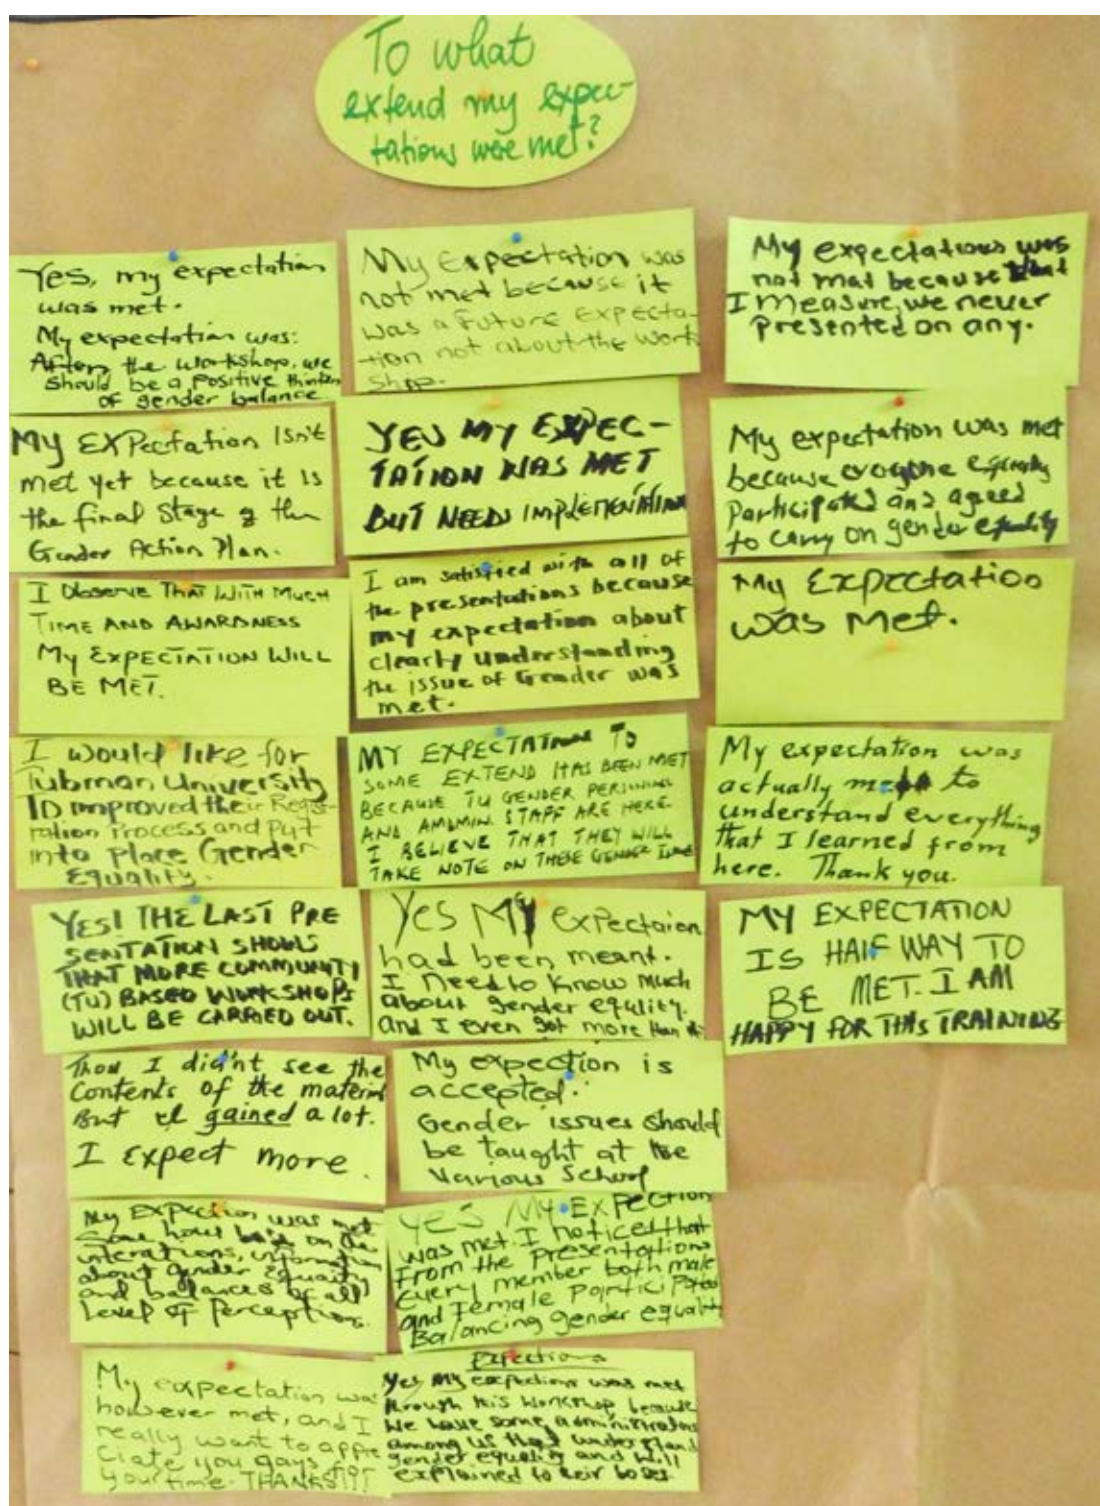 To what
extend my expec-
tations were met?
Yes, my expectation
was met.
My expectation was:
After the workshop, we
should be a positive thinker
of gender balance
My Expectation was
not met because it
was a Future Expecta-
tion not about the work
shop.
My expectations was
not mat because that
I measure, we never
presented on any.
My EXPectation Isn't
met yet because it is
the final stage of the
Gender Action Plan.
YES MY EXPEC-
TATION WAS MET
BUT NEEDS IMPLEMENTATION
My expectation was met
because everyone equally
Participated and agreed
to carry on gender equality
I OBSERVE THAT WITH MUCH
TIME AND AWARDNESS
MY EXPECTATION WILL
BE MET.
I am satisfied with all of
the presentations because
my expectation about
clearly understanding
the issue of Gender was
met.
My Expectation
was met.
I would like for
Tubman University
To improved their Regis-
tration Process and Put
into Place Gender
Equality.
MY EXPECTATION TO
SOME EXTEND HAS BEEN MET
BECAUSE TU GENDER
AND STAFF ARE HERE
I BELIEVE THAT THEY WILL
TAKE NOTE ON THESE GENDER
My expectation was
actually to
understand everything
that I learned from
here. Thank you.
YES! THE LAST PRE
SENTATION SHOWS
THAT MORE COMMUNITY
(TU) BASED WORKSHOPS
WILL BE CARRIED OUT.
Yes My expectaion
had been meant.
I Need to know much
about gender equlity.
and I even got more than
MY EXPECTATION
IS HALF WAY TO
BE MET. I AM
HAPPY FOR THIS TRAINING
Thou I didn't see the
contents of the material
But I gained a lot.
I Expect more.
My expection is
accepted.
Gender issues should
be taught at the
various School
My Expection was met
Some how base on the
interations, information
about gender Equality
and balances of all
Level of Perception.
YES MY EXPECTION
was met. I noticed that
From the presentations
Every member both male
and Female Participated
Balancing gender equality
My expectation was
however met, and I
really want to appre
ciate you gays for
your time. THANKS!!!
Expections
Yes My expections was met
through this workshop because
we have some administrators
among us that understand
gender equality and will
explained to their boses.